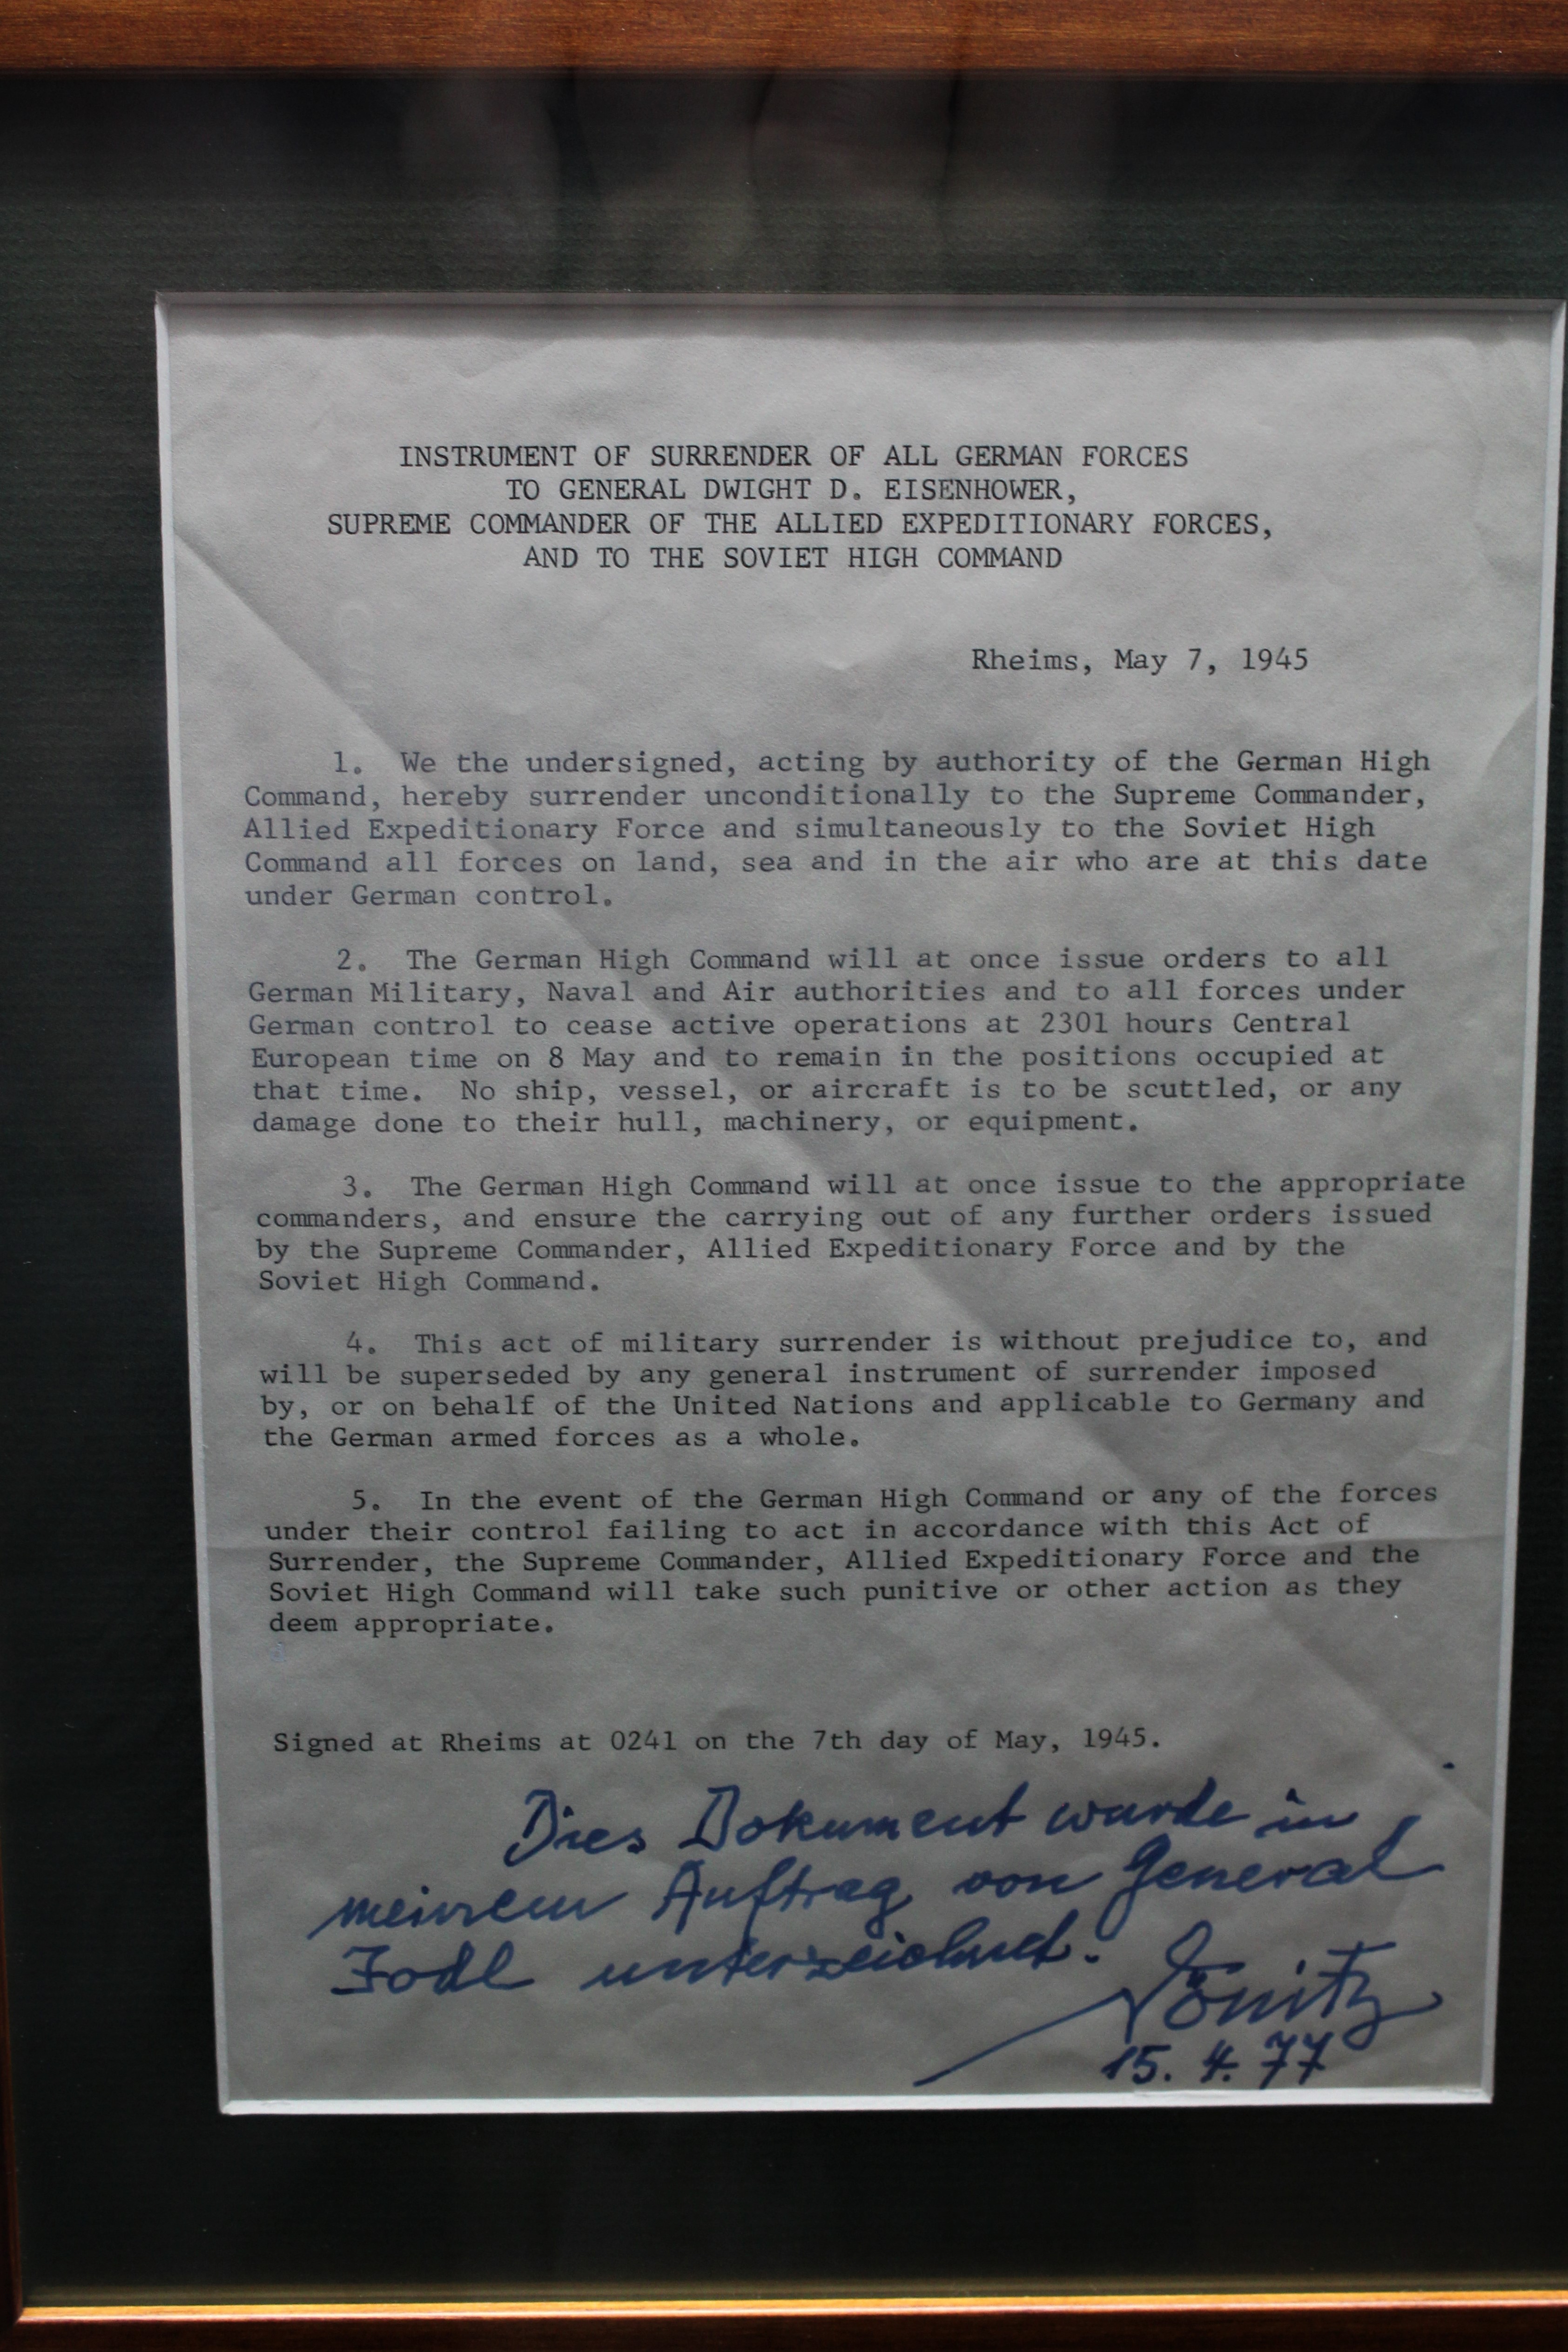 INSTRUMENT OF SURRENDER OF ALL GERMAN FORCES
TO GENERAL DWIGHT D. EISENHOWER,
SUPREME COMMANDER OF THE ALLIED EXPEDITIONARY FORCES,
AND TO THE SOVIET HIGH COMMAND
Rheims, May 7, 1945
1. We the undersigned, acting by authority of the German High
Command, hereby surrender unconditionally to the Supreme Commander,
Allied Expeditionary Force and simultaneously to the Soviet High
Command all forces on land, sea and in the air who are at this date
under German control.
2. The German High Command will at once issue orders to all
German Military, Naval and Air authorities and to all forces under
German control to cease active operations at 2301 hours Central
European time on 8 May and to remain in the positions occupied at
that time. No ship, vessel, or aircraft is to be scuttled, or any
damage done to their hull, machinery, or equipment.
3. The German High Command will at once issue to the appropriate
commanders, and ensure the carrying out of any further orders issued
by the Supreme Commander, Allied Expeditionary Force and by the
Soviet High Command.
4. This act of military surrender is without prejudice to, and
will be superseded by any general instrument of surrender imposed
by, or on behalf of the United Nations and applicable to Germany and
the German armed forces as a whole.
5. In the event of the German High Command or any of the forces
under their control failing to act in accordance with this Act of
Surrender, the Supreme Commander, Allied Expeditionary Force and the
Soviet High Command will take such punitive or other action as they
deem appropriate.
Signed at Rheims at 0241 on the 7th day of May, 1945.
Dies Dokument wurde in
meinem Auftrag von General
Jodl unterzeichnet.
Dönitz
15. 4. 77